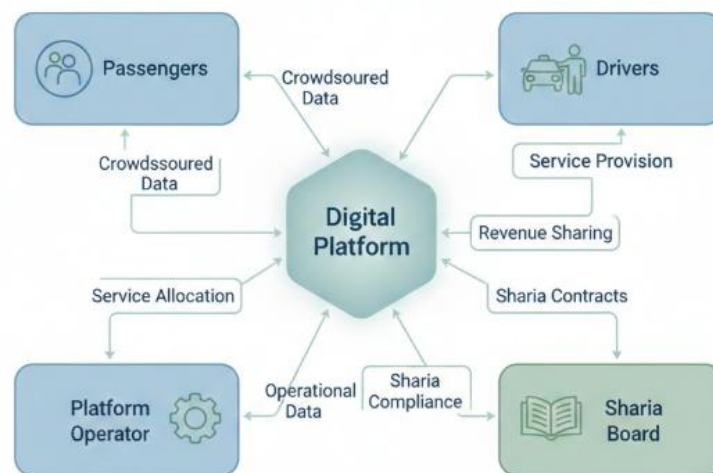 Passengers
Crowdsoured
Data
Drivers
Crowdssoured
Data
Service Provision
Digital
Platform
Revenue Sharing
Service Allocation
Sharia Contracts
Platform
Operator
Operational
Data
Sharia
Compliance
Sharia
Board